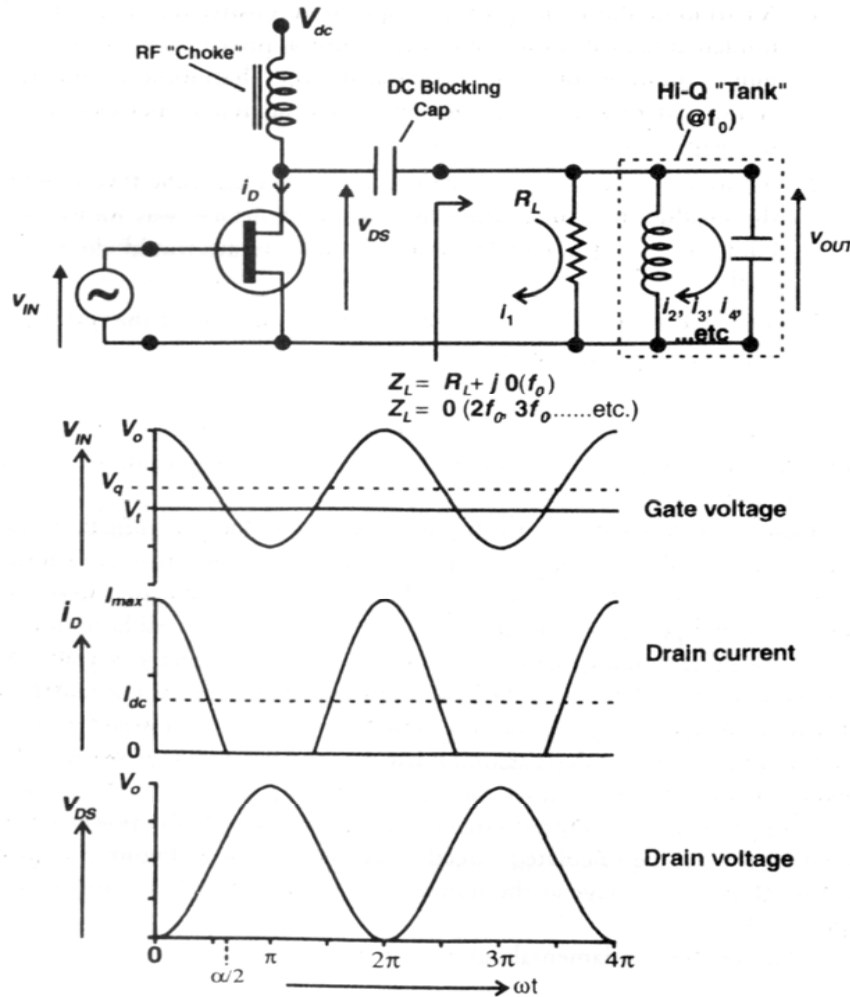 V_dc
RF "Choke"
DC Blocking
Cap
Hi-Q "Tank"
(@f_0)
i_D
v_DS
R_L
v_OUT
v_IN
i_1
i_2, i_3, i_4,
...etc
Z_L = R_L + j 0(f_0)
Z_L = 0 (2f_0, 3f_0......etc.)
V_IN
V_o
V_q
V_t
Gate voltage
I_max
i_D
I_dc
0
Drain current
V_o
v_DS
Drain voltage
0
π
2π
3π
4π
α/2
ωt